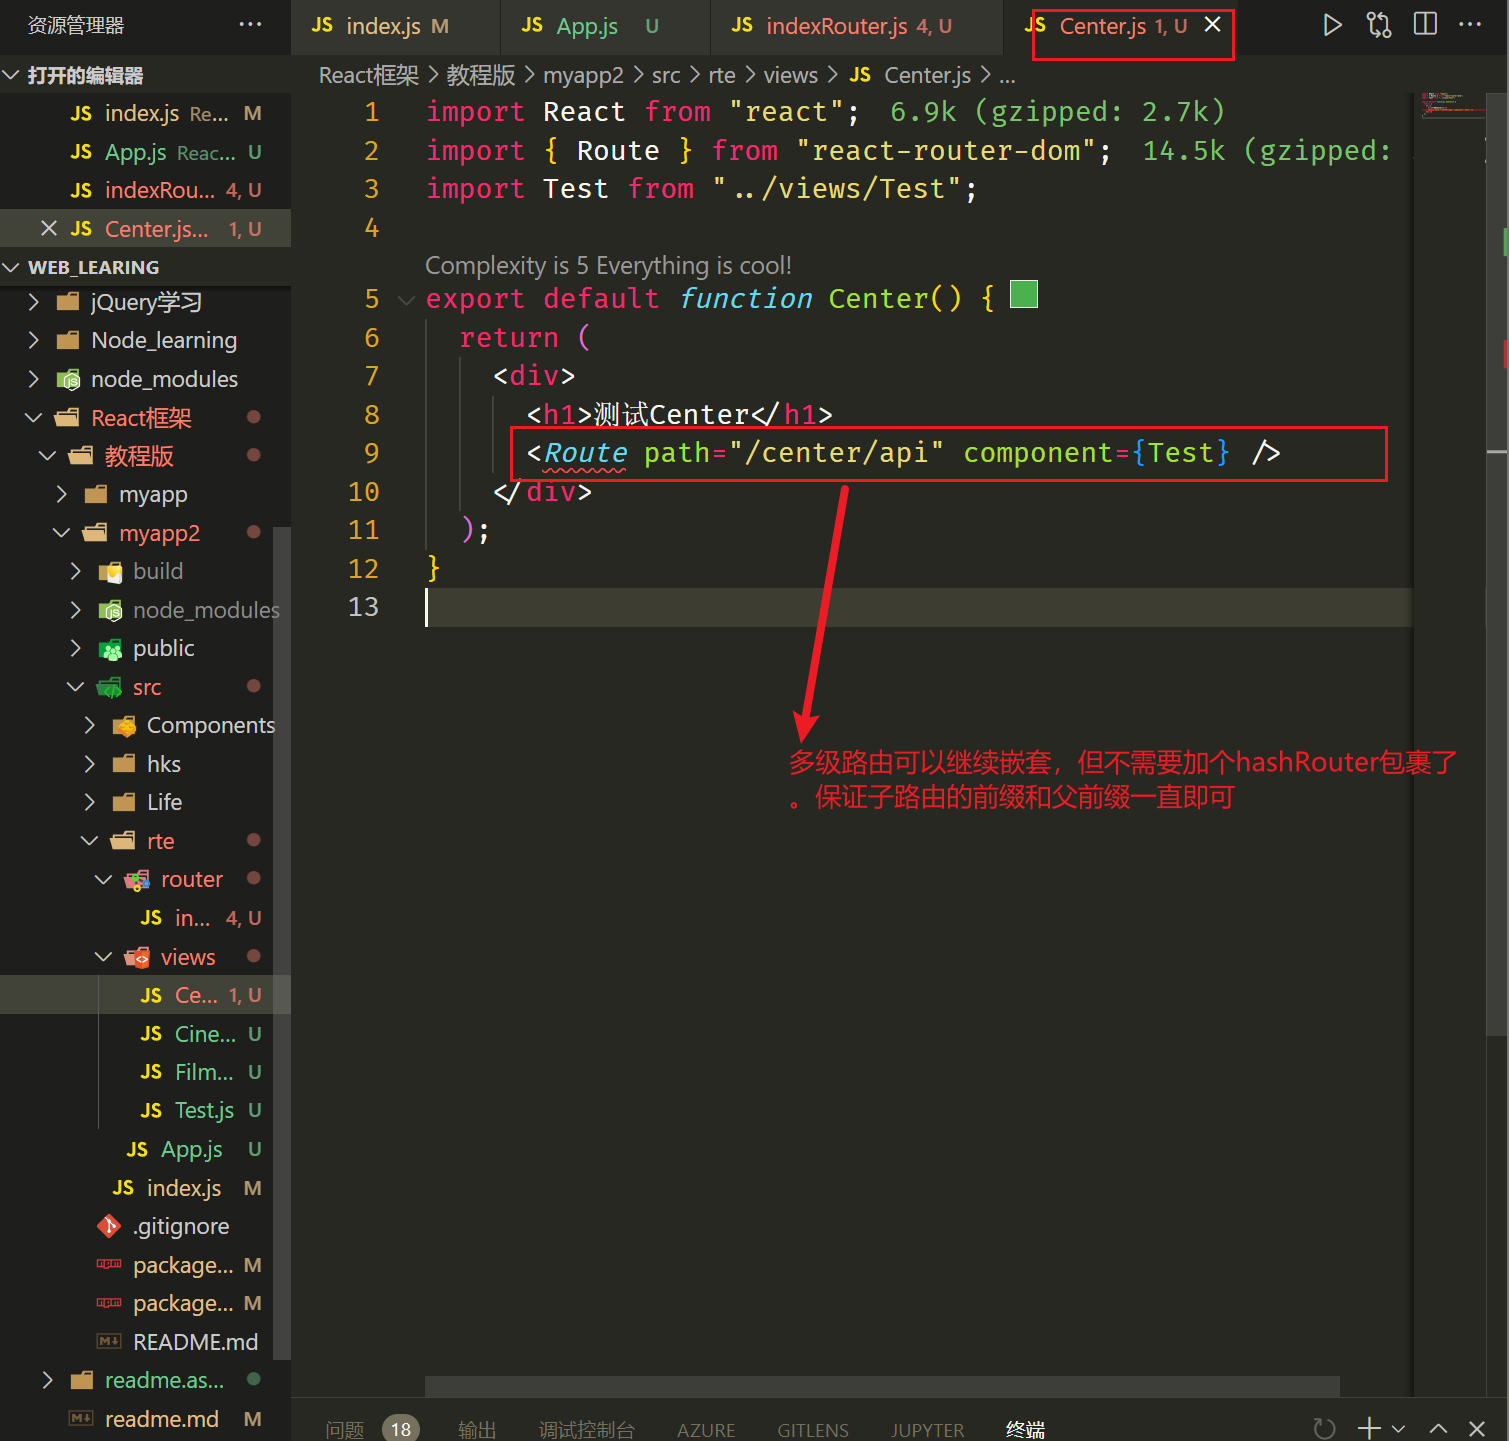 资源管理器 ···
JS index.js M
JS App.js U
JS indexRouter.js 4, U
JS Center.js 1, U
打开的编辑器
JS index.js Re... M
JS App.js Reac... U
JS indexRou... 4, U
JS Center.js... 1, U
WEB_LEARING
jQuery学习
Node_learning
node_modules
React框架
教程版
myapp
myapp2
build
node_modules
public
src
Components
hks
Life
rte
router
JS in... 4, U
views
JS Ce... 1, U
JS Cine... U
JS Film... U
JS Test.js U
JS App.js U
JS index.js M
.gitignore
package... M
package... M
README.md
readme.as...
readme.md M
React框架 > 教程版 > myapp2 > src > rte > views > JS Center.js > ...
1 import React from "react"; 6.9k (gzipped: 2.7k)
2 import { Route } from "react-router-dom"; 14.5k (gzipped:
3 import Test from "../views/Test";
4
Complexity is 5 Everything is cool!
5 export default function Center() {
6 return (
7 <div>
8 <h1>测试Center</h1>
9 <Route path="/center/api" component={Test} />
10 </div>
11 );
12 }
13
多级路由可以继续嵌套，但不需要加个hashRouter包裹了
。保证子路由的前缀和父前缀一直即可
问题 18 输出 调试控制台 AZURE GITLENS JUPYTER 终端